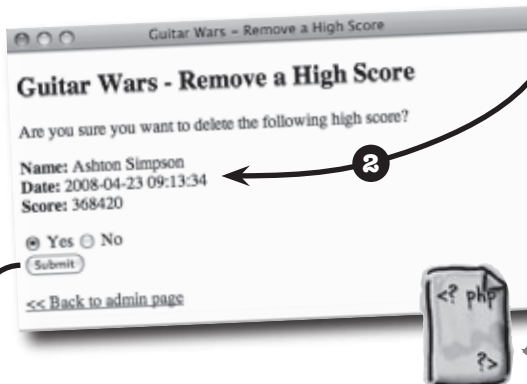 Guitar Wars - Remove a High Score
Guitar Wars - Remove a High Score
Are you sure you want to delete the following high score?
Name: Ashton Simpson
Date: 2008-04-23 09:13:34
Score: 368420
Yes No
Submit
<< Back to admin page
2
<? php
?>